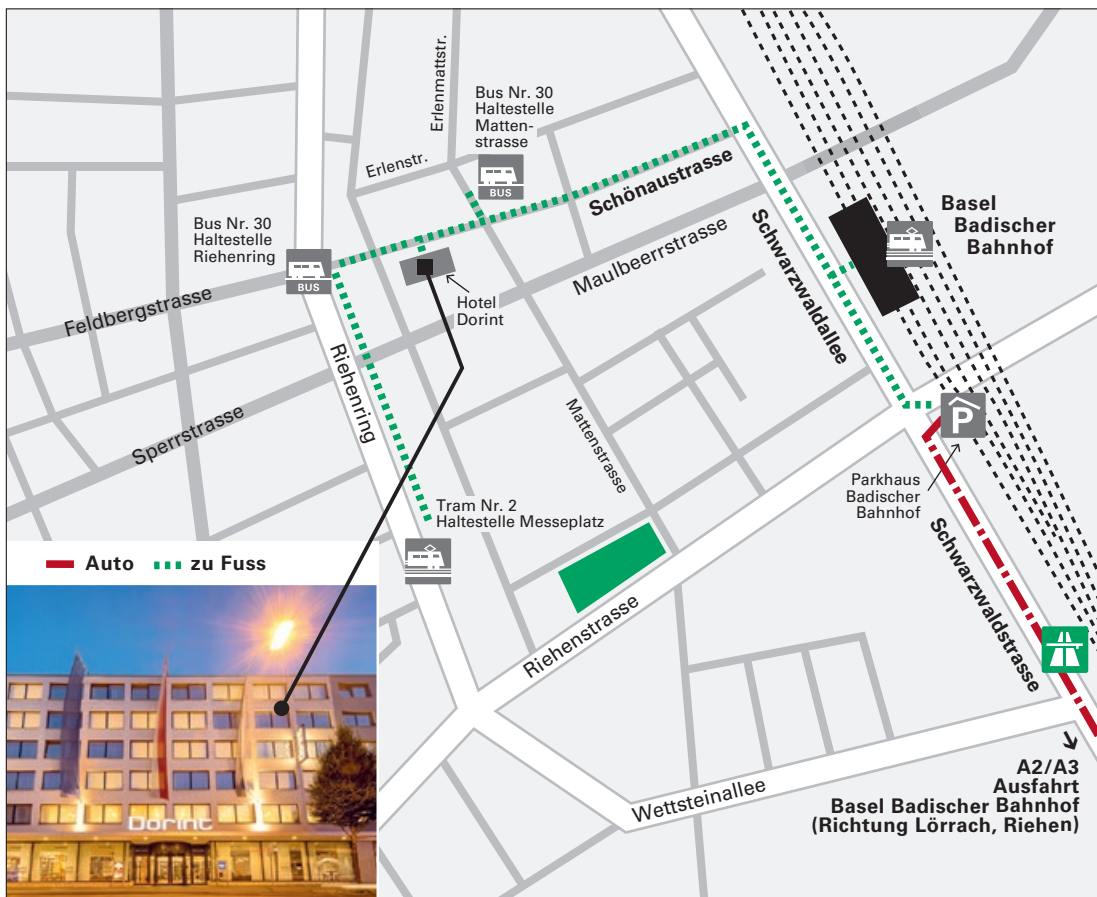 Erlenmattstr.
Bus Nr. 30
Haltestelle
Matten-
strasse
BUS
Erlenstr.
Schönaustrasse
Bus Nr. 30
Haltestelle
Riehenring
BUS
Basel
Badischer
Bahnhof
Schwarzwaldallee
Maulbeerstrasse
Hotel
Dorint
Feldbergstrasse
Riehenring
Sperrstrasse
Mattenstrasse
P
Parkhaus
Badischer
Bahnhof
Tram Nr. 2
Haltestelle Messeplatz
Auto
zu Fuss
Riehenstrasse
Schwarzwaldstrasse
Wettsteinallee
A2/A3
Ausfahrt
Basel Badischer Bahnhof
(Richtung Lörrach, Riehen)
Dorint